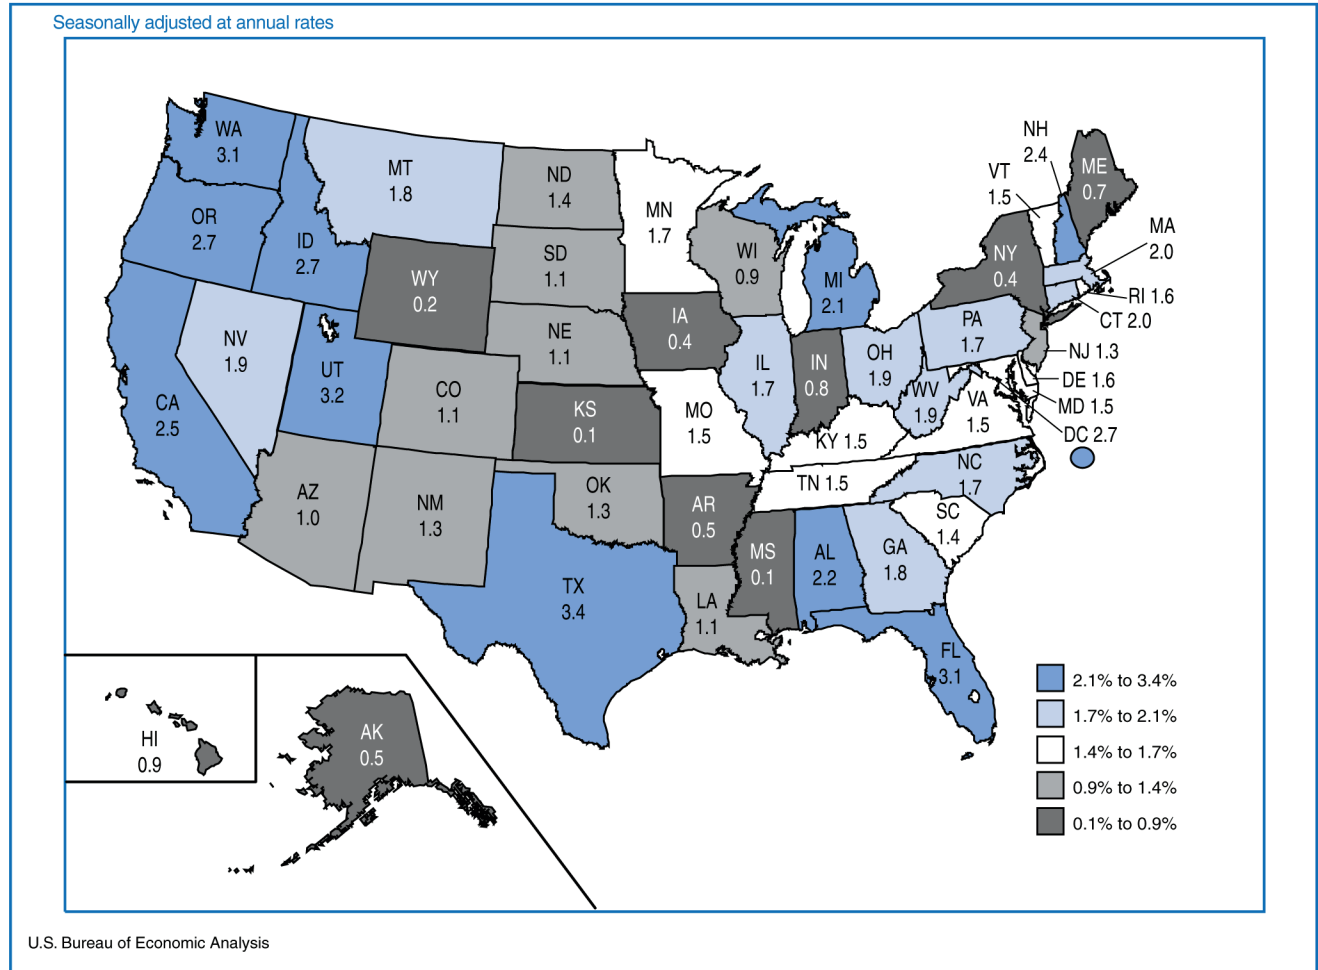 Seasonally adjusted at annual rates
WA
3.1
MT
1.8
ND
1.4
MN
1.7
NH
2.4
VT
1.5
ME
0.7
OR
2.7
ID
2.7
WY
0.2
SD
1.1
WI
0.9
MI
2.1
NY
0.4
MA
2.0
RI 1.6
CT 2.0
NV
1.9
UT
3.2
CO
1.1
NE
1.1
IA
0.4
IL
1.7
IN
0.8
OH
1.9
PA
1.7
NJ 1.3
DE 1.6
MD 1.5
DC 2.7
CA
2.5
KS
0.1
MO
1.5
KY 1.5
WV
1.9
VA
1.5
AZ
1.0
NM
1.3
OK
1.3
AR
0.5
TN 1.5
NC
1.7
SC
1.4
TX
3.4
LA
1.1
MS
0.1
AL
2.2
GA
1.8
FL
3.1
HI
0.9
AK
0.5
2.1% to 3.4%
1.7% to 2.1%
1.4% to 1.7%
0.9% to 1.4%
0.1% to 0.9%
U.S. Bureau of Economic Analysis